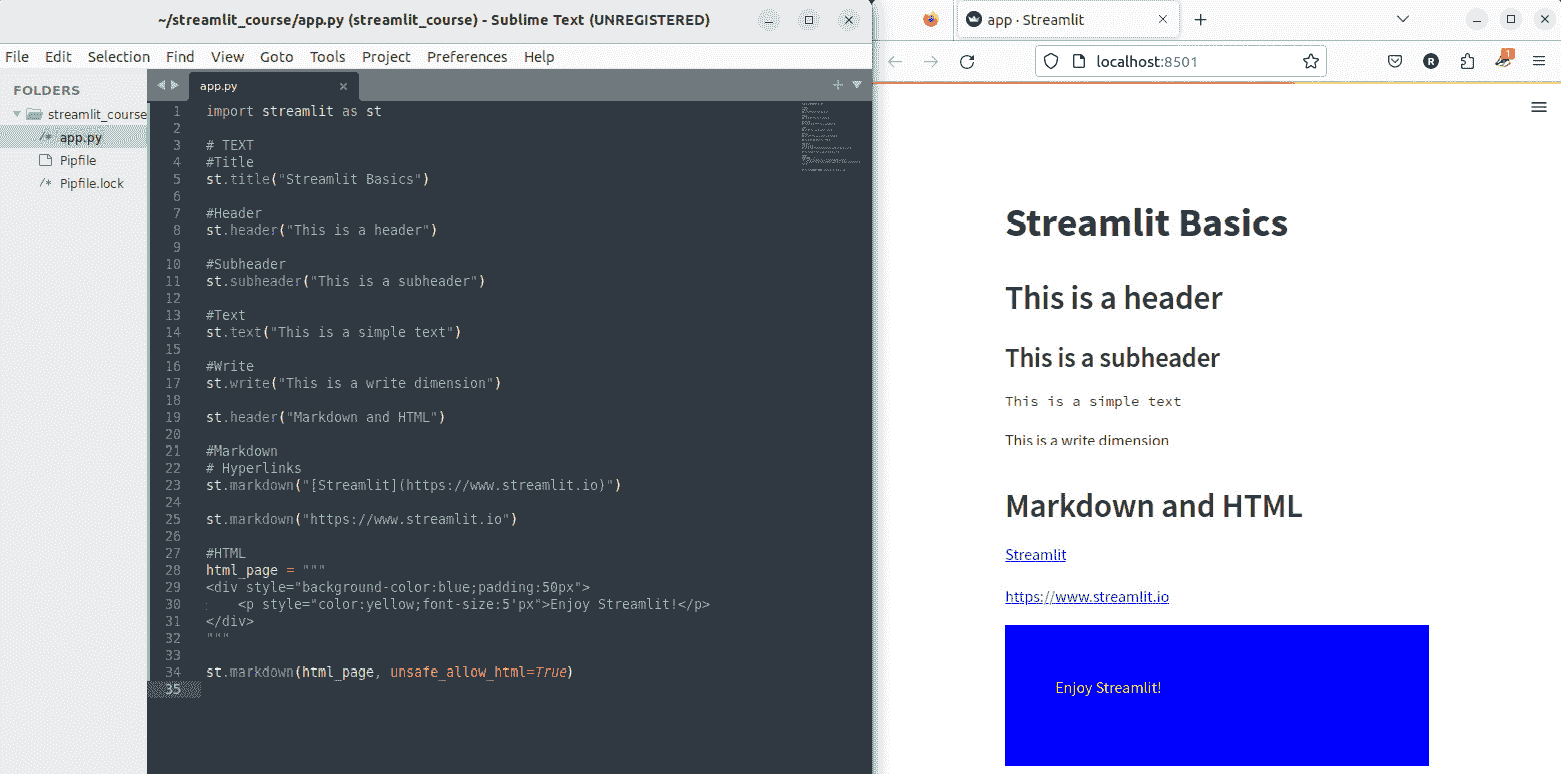 ~/streamlit_course/app.py (streamlit_course) - Sublime Text (UNREGISTERED)
File Edit Selection Find View Goto Tools Project Preferences Help
FOLDERS
streamlit_course
/* app.py
Pipfile
/* Pipfile.lock
app.py
1 import streamlit as st
2
3 # TEXT
4 #Title
5 st.title("Streamlit Basics")
6
7 #Header
8 st.header("This is a header")
9
10 #Subheader
11 st.subheader("This is a subheader")
12
13 #Text
14 st.text("This is a simple text")
15
16 #Write
17 st.write("This is a write dimension")
18
19 st.header("Markdown and HTML")
20
21 #Markdown
22 # Hyperlinks
23 st.markdown("[Streamlit](https://www.streamlit.io)")
24
25 st.markdown("https://www.streamlit.io")
26
27 #HTML
28 html_page = """
29 <div style="background-color:blue;padding:50px">
30     <p style="color:yellow;font-size:5'px">Enjoy Streamlit!</p>
31 </div>
32 """
33
34 st.markdown(html_page, unsafe_allow_html=True)
35
app · Streamlit
localhost:8501
R
1
Streamlit Basics
This is a header
This is a subheader
This is a simple text
This is a write dimension
Markdown and HTML
Streamlit
https://www.streamlit.io
Enjoy Streamlit!